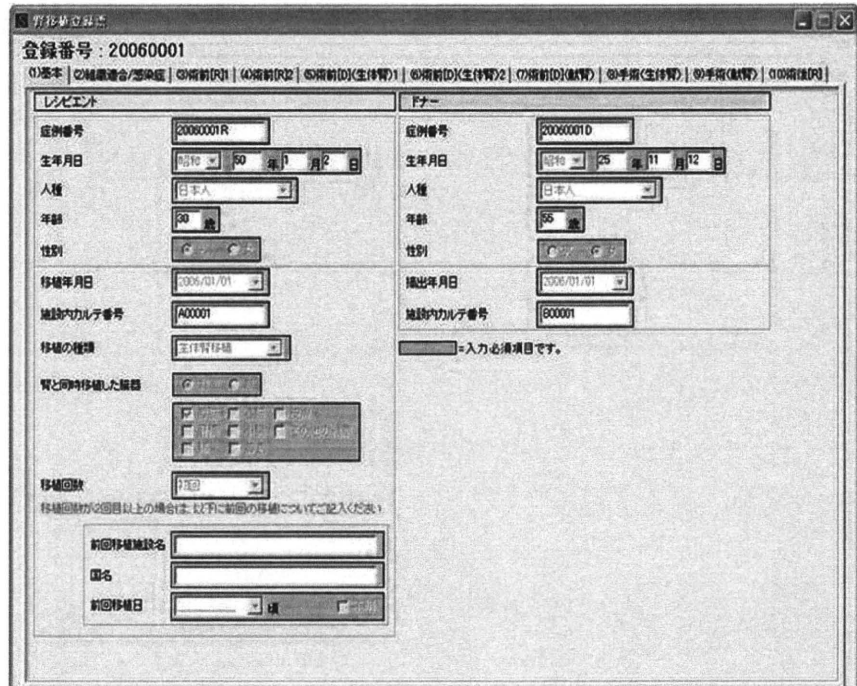 腎移植登録票
登録番号：20060001
(1)基本 (2)組織適合/感染症 (3)術前[R]1 (4)術前[R]2 (5)術前[D](生体腎)1 (6)術前[D](生体腎)2 (7)術前[D](献腎) (8)手術(生体腎) (9)手術(献腎) (10)術後[R]
レシピエント
症例番号 20060001R
生年月日 昭和 50 年 1 月 2 日
人種 日本人
年齢 30 歳
性別
移植年月日 2006/01/01
施設内カルテ番号 A00001
移植の種類 生体腎移植
腎と同時移植した臓器
移植回数 初回
移植回数が2回目以上の場合は、以下に前回の移植についてご記入ください
前回移植施設名
国名
前回移植日 頃
ドナー
症例番号 20060001D
生年月日 昭和 25 年 11 月 12 日
人種 日本人
年齢 55 歳
性別
摘出年月日 2006/01/01
施設内カルテ番号 B00001
=入力必須項目です。